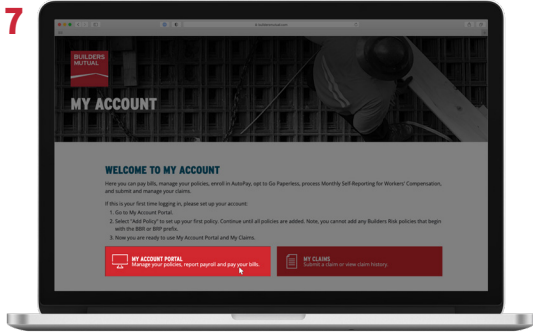 7
buildersmutual.com
BUILDERS
MUTUAL
MY ACCOUNT
WELCOME TO MY ACCOUNT
Here you can pay bills, manage your policies, enroll in AutoPay, opt to Go Paperless, process Monthly Self-Reporting for Workers' Compensation,
and submit and manage your claims.
If this is your first time logging in, please set up your account:
1. Go to My Account Portal.
2. Select "Add Policy" to set up your first policy. Continue until all policies are added. Note, you cannot add any Builders Risk policies that begin
with the BBR or BRP prefix.
3. Now you are ready to use My Account Portal and My Claims.
MY ACCOUNT PORTAL
Manage your policies, report payroll and pay your bills.
MY CLAIMS
Submit a claim or view claim history.